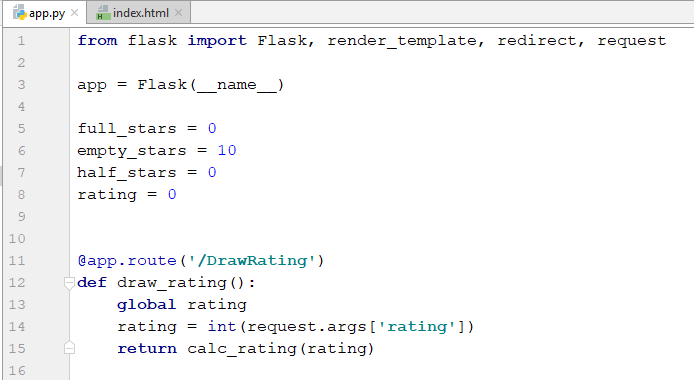 app.py index.html
1 from flask import Flask, render_template, redirect, request
2
3 app = Flask(__name__)
4
5 full_stars = 0
6 empty_stars = 10
7 half_stars = 0
8 rating = 0
9
10
11 @app.route('/DrawRating')
12 def draw_rating():
13     global rating
14     rating = int(request.args['rating'])
15     return calc_rating(rating)
16